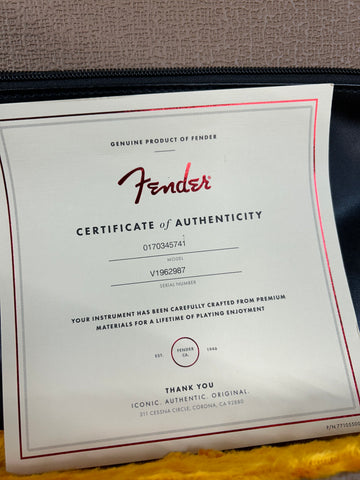 GENUINE PRODUCT OF FENDER
Fender
CERTIFICATE of AUTHENTICITY
0170345741
MODEL
V1962987
SERIAL NUMBER
YOUR INSTRUMENT HAS BEEN CAREFULLY CRAFTED FROM PREMIUM
MATERIALS FOR A LIFETIME OF PLAYING ENJOYMENT
EST. FENDER CA. 1946
THANK YOU
ICONIC. AUTHENTIC. ORIGINAL.
311 CESSNA CIRCLE, CORONA, CA 92880